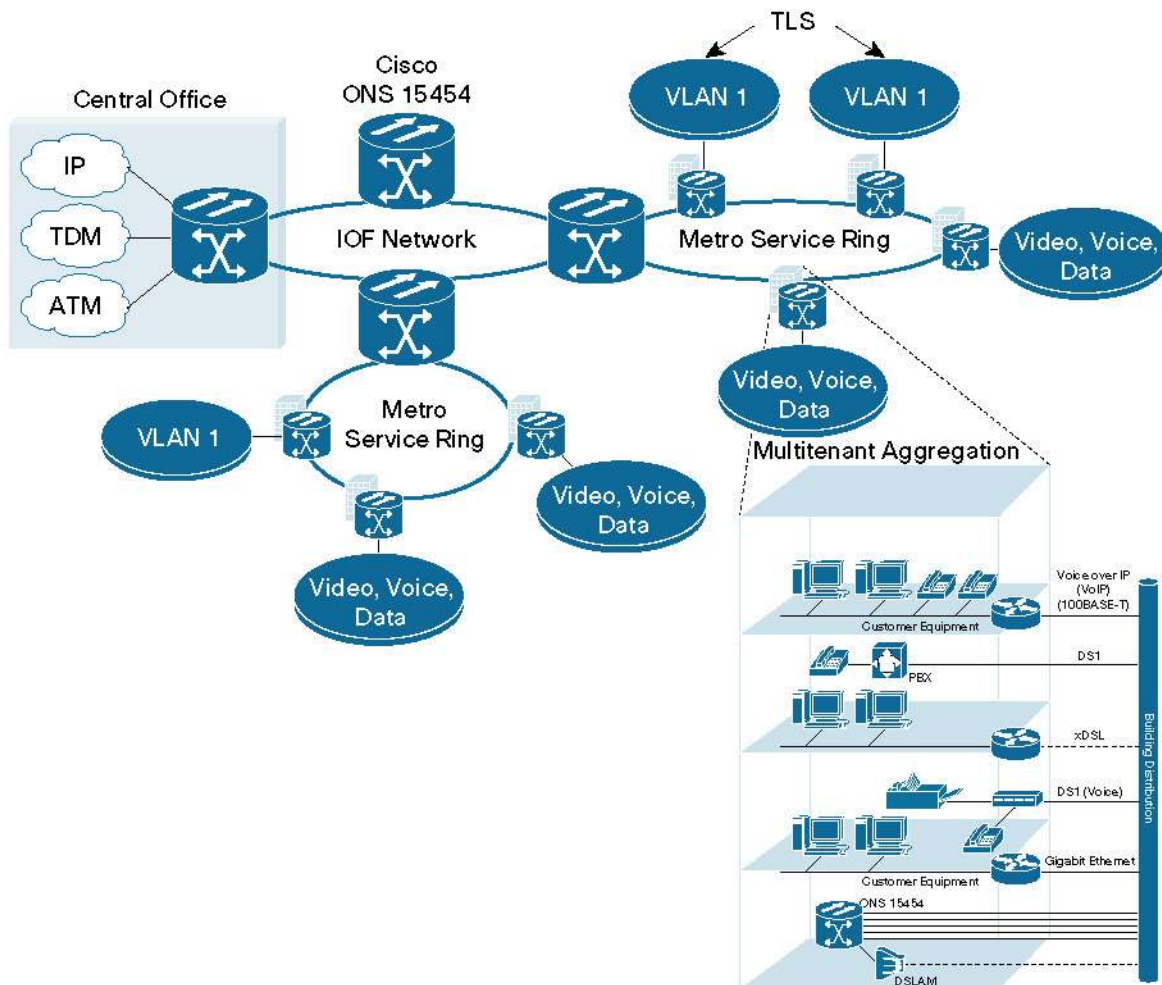 TLS
Cisco
ONS 15454
Central Office
VLAN 1
VLAN 1
IP
TDM
ATM
IOF Network
Metro Service Ring
Video, Voice,
Data
Video, Voice,
Data
VLAN 1
Metro
Service Ring
Video, Voice,
Data
Video, Voice,
Data
Multitenant Aggregation
Voice over IP
(VoIP)
(100BASE-T)
Customer Equipment
DS1
PBX
xDSL
DS1 (Voice)
Gigabit Ethernet
Customer Equipment
ONS 15454
DSLAM
Building Distribution